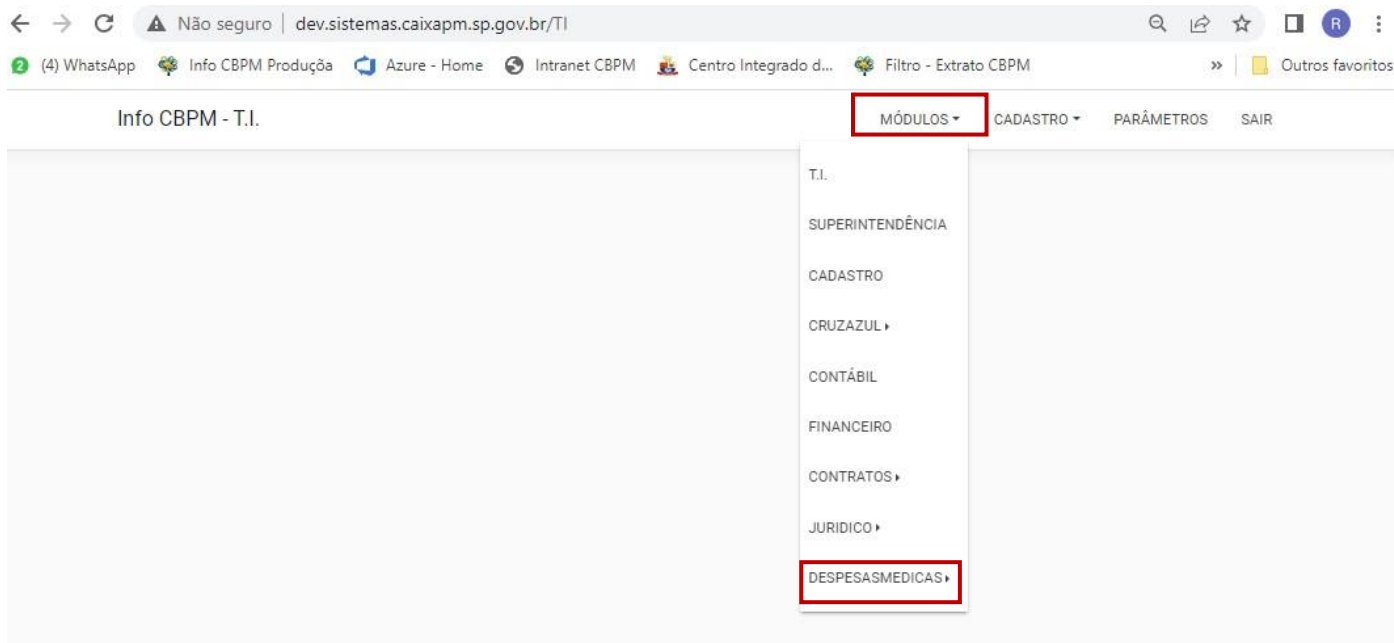 Não seguro | dev.sistemas.caixapm.sp.gov.br/TI R
2 (4) WhatsApp Info CBPM Produçõa Azure - Home Intranet CBPM Centro Integrado d... Filtro - Extrato CBPM » Outros favoritos
Info CBPM - T.I. MÓDULOS CADASTRO PARÂMETROS SAIR
T.I.
SUPERINTENDÊNCIA
CADASTRO
CRUZAZUL
CONTÁBIL
FINANCEIRO
CONTRATOS
JURIDICO
DESPESASMEDICAS